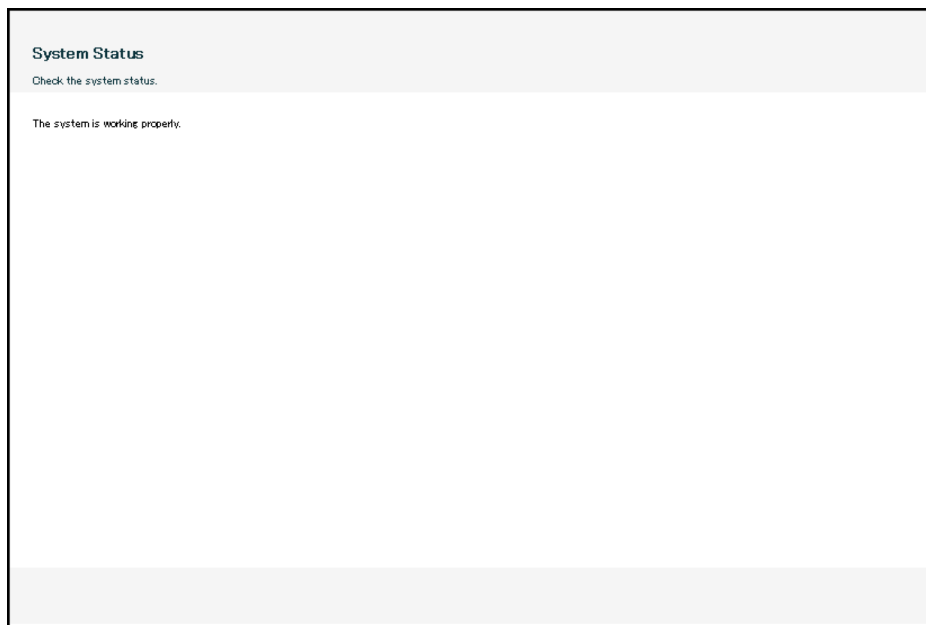 System Status
Check the system status.
The system is working properly.